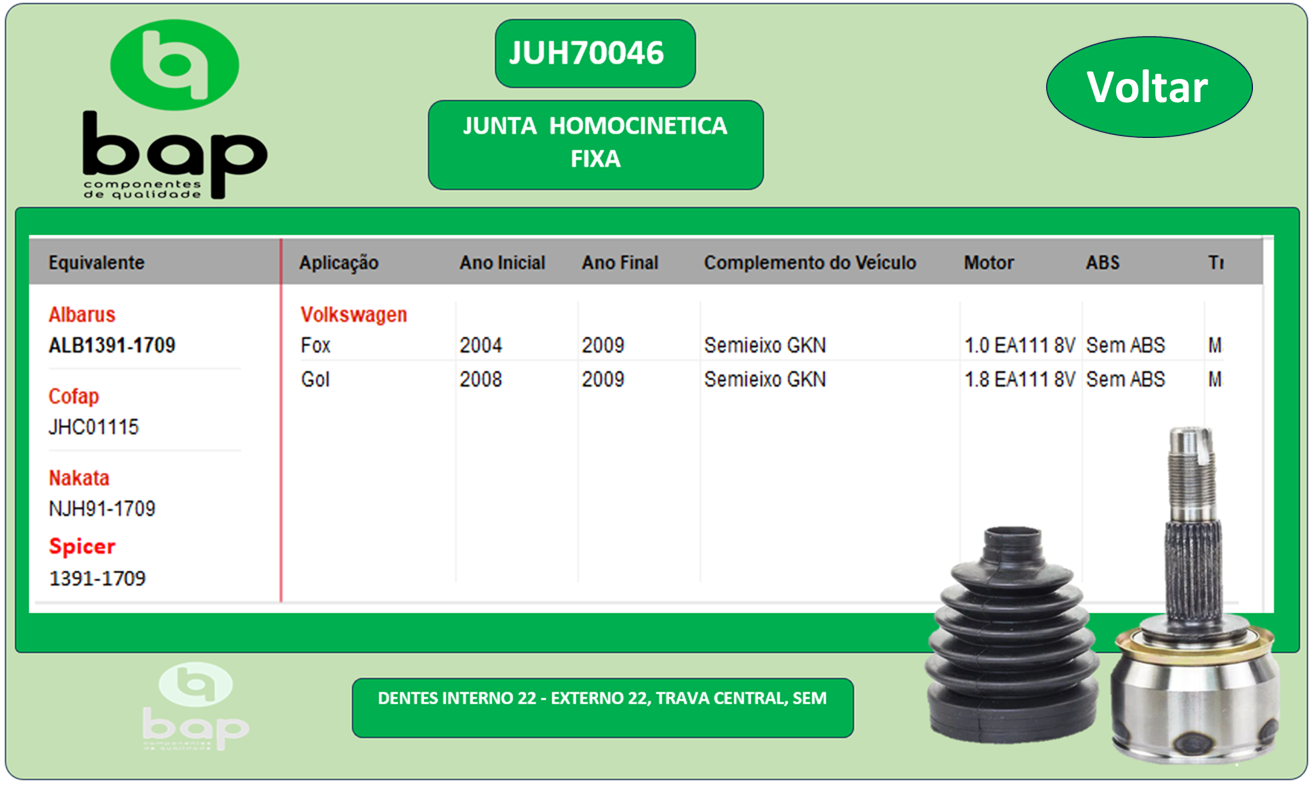 bap
componentes
de qualidade
JUH70046
JUNTA HOMOCINETICA
FIXA
Voltar
Equivalente Aplicação Ano Inicial Ano Final Complemento do Veículo Motor ABS
Albarus
ALB1391-1709
Cofap
JHC01115
Nakata
NJH91-1709
Spicer
1391-1709
Volkswagen
Fox 2004 2009 Semieixo GKN 1.0 EA111 8V Sem ABS M
Gol 2008 2009 Semieixo GKN 1.8 EA111 8V Sem ABS M
bap
componentes
de qualidade
DENTES INTERNO 22 - EXTERNO 22, TRAVA CENTRAL, SEM